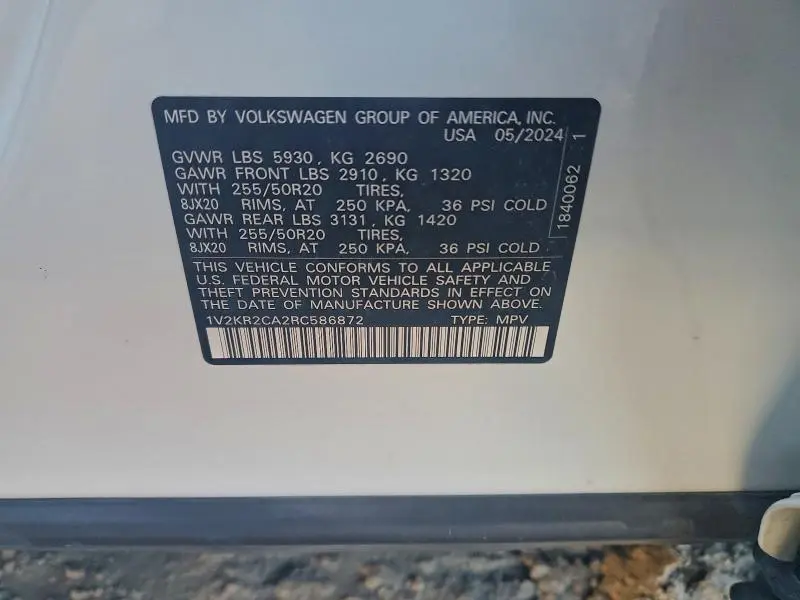 MFD BY VOLKSWAGEN GROUP OF AMERICA, INC.
USA 05/2024
GVWR LBS 5930, KG 2690
GAWR FRONT LBS 2910, KG 1320
WITH 255/50R20 TIRES,
8JX20 RIMS, AT 250 KPA, 36 PSI COLD
GAWR REAR LBS 3131, KG 1420
WITH 255/50R20 TIRES,
8JX20 RIMS, AT 250 KPA, 36 PSI COLD
THIS VEHICLE CONFORMS TO ALL APPLICABLE
U.S. FEDERAL MOTOR VEHICLE SAFETY AND
THEFT PREVENTION STANDARDS IN EFFECT ON
THE DATE OF MANUFACTURE SHOWN ABOVE.
1V2KR2CA2RC586872 TYPE: MPV
1840062 1